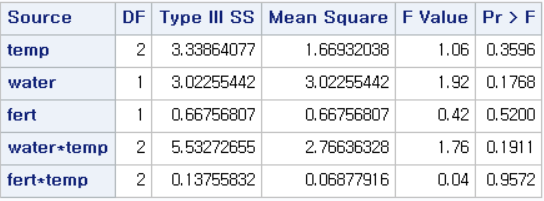 Source DF Type III SS Mean Square F Value Pr > F
temp 2 3.33864077 1.66932038 1.06 0.3596
water 1 3.02255442 3.02255442 1.92 0.1768
fert 1 0.66756807 0.66756807 0.42 0.5200
water*temp 2 5.53272655 2.76636328 1.76 0.1911
fert*temp 2 0.13755832 0.06877916 0.04 0.9572